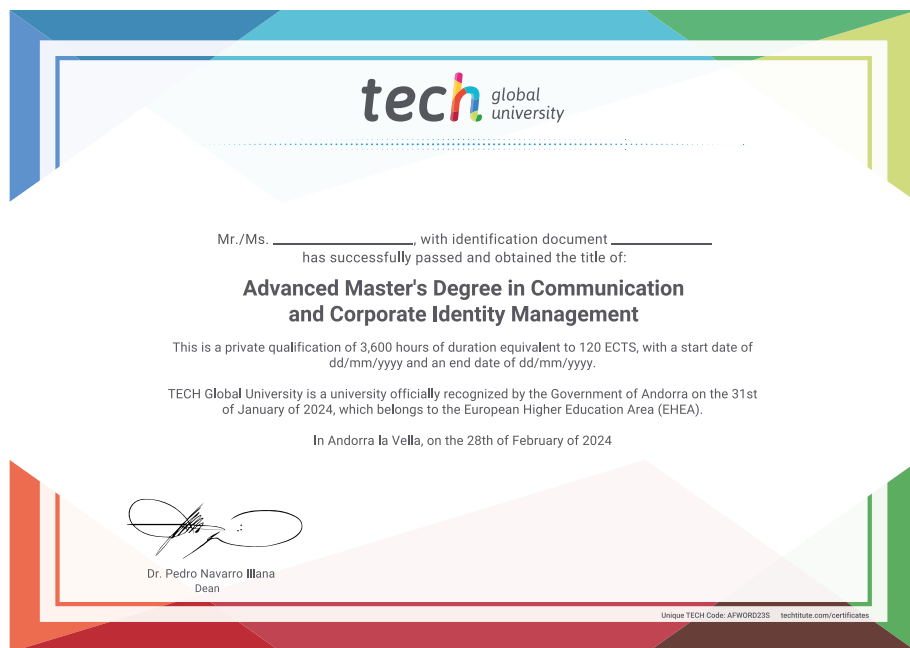 tech global
university
Mr./Ms. ____________, with identification document ____________
has successfully passed and obtained the title of:
Advanced Master's Degree in Communication
and Corporate Identity Management
This is a private qualification of 3,600 hours of duration equivalent to 120 ECTS, with a start date of
dd/mm/yyyy and an end date of dd/mm/yyyy.
TECH Global University is a university officially recognized by the Government of Andorra on the 31st
of January of 2024, which belongs to the European Higher Education Area (EHEA).
In Andorra la Vella, on the 28th of February of 2024
Dr. Pedro Navarro Illana
Dean
Unique TECH Code: AFWORD23S techtitute.com/certificates